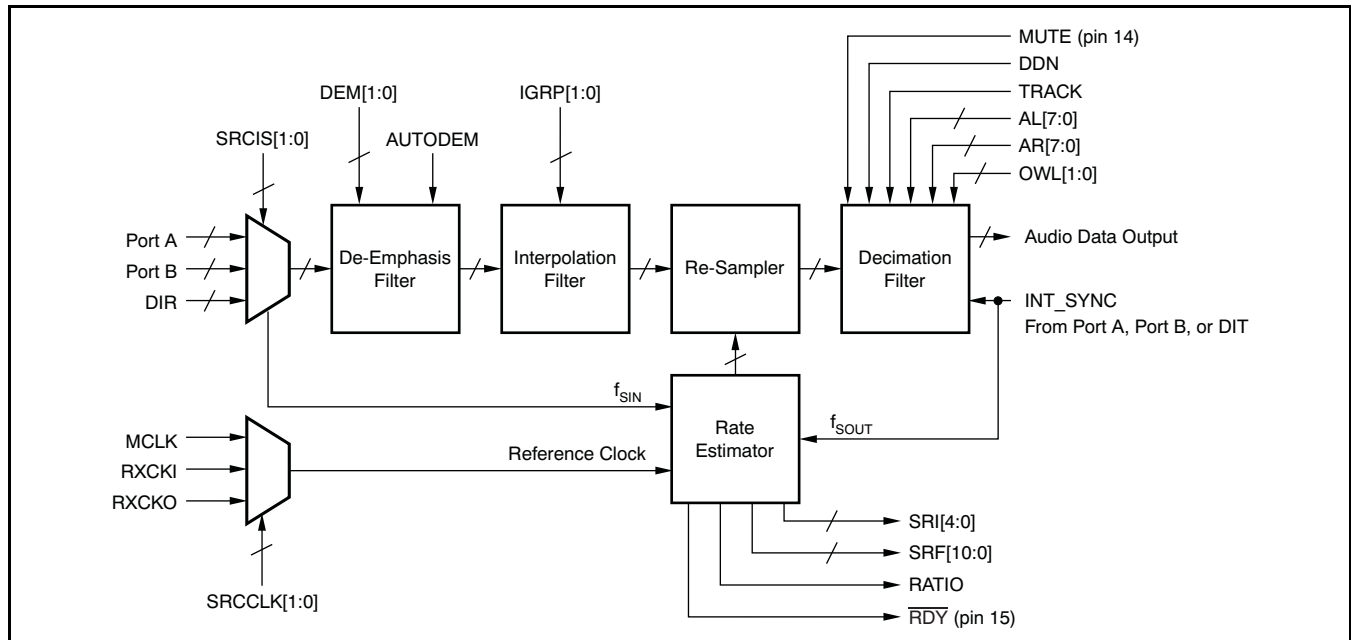 MUTE (pin 14)
DDN
TRACK
AL[7:0]
AR[7:0]
OWL[1:0]
DEM[1:0]
IGRP[1:0]
SRCIS[1:0]
AUTODEM
Port A
Port B
DIR
De-Emphasis
Filter
Interpolation
Filter
Re-Sampler
Decimation
Filter
Audio Data Output
INT_SYNC
From Port A, Port B, or DIT
fSIN
fSOUT
MCLK
RXCKI
RXCKO
Reference Clock
Rate
Estimator
SRCCLK[1:0]
SRI[4:0]
SRF[10:0]
RATIO
RDY (pin 15)